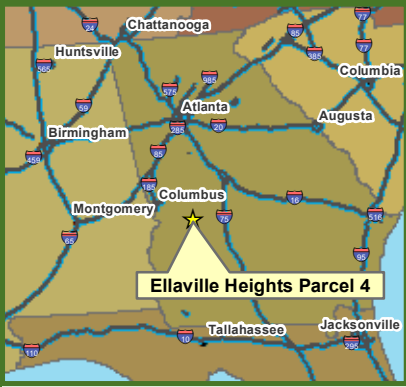 24
Chattanooga
77
85
Huntsville
385
77
565
985
Columbia
575
59
Atlanta
Augusta
285
20
Birmingham
459
85
185
Columbus
16
Montgomery
75
516
65
95
Ellaville Heights Parcel 4
10
Tallahassee
Jacksonville
110
295